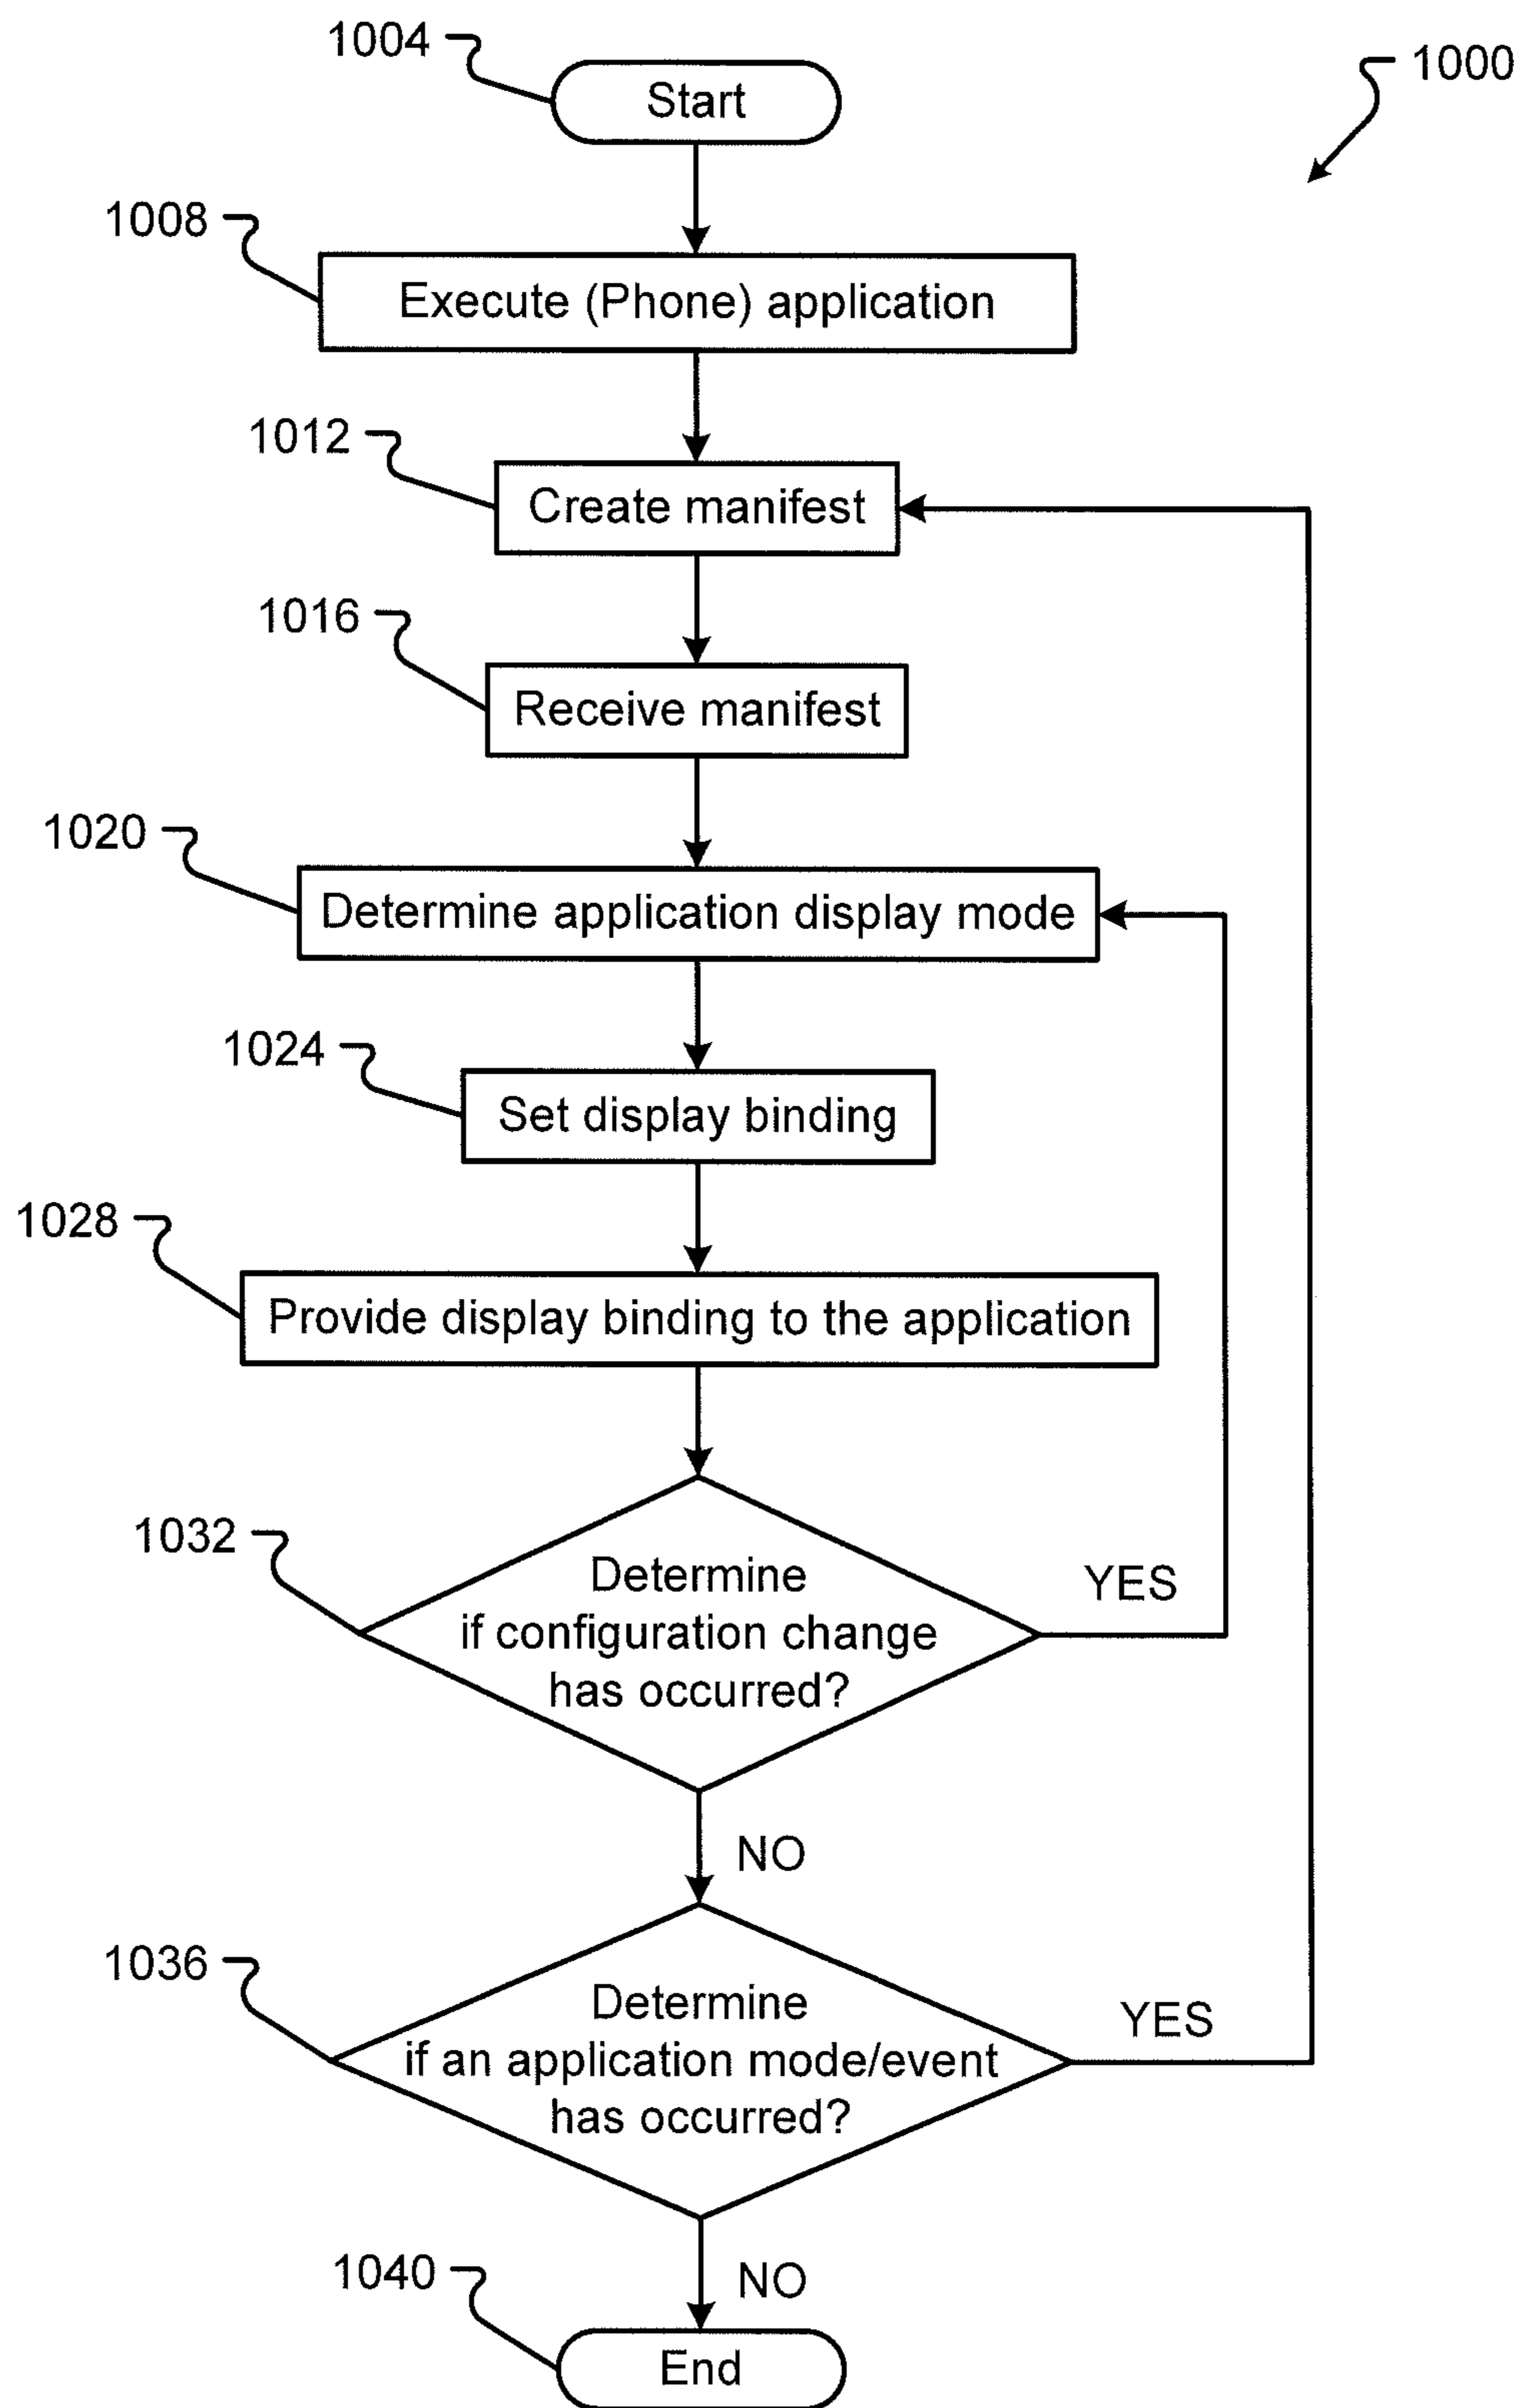 1004
Start
1000
1008
Execute (Phone) application
1012
Create manifest
1016
Receive manifest
1020
Determine application display mode
1024
Set display binding
1028
Provide display binding to the application
1032
Determine
if configuration change
has occurred?
YES
NO
1036
Determine
if an application mode/event
has occurred?
YES
NO
1040
End